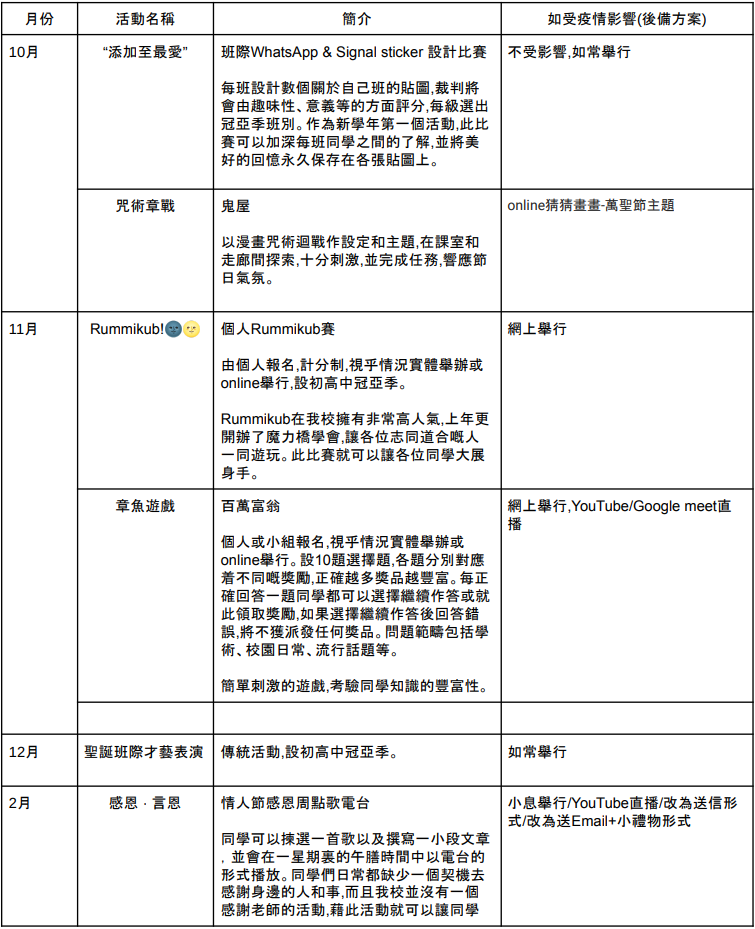 月份 活動名稱 簡介 如受疫情影響(後備方案)
10月 “添加至最愛” 班際WhatsApp & Signal sticker 設計比賽 不受影響,如常舉行
每班設計數個關於自己班的貼圖,裁判將
會由趣味性、意義等的方面評分,每級選出
冠亞季班別。作為新學年第一個活動,此比
賽可以加深每班同學之間的了解,並將美
好的回憶永久保存在各張貼圖上。
咒術章戰 鬼屋 online猜猜畫畫-萬聖節主題
以漫畫咒術迴戰作設定和主題,在課室和
走廊間探索,十分刺激,並完成任務,響應節
日氣氛。
11月 Rummikub!🌚🌝 個人Rummikub賽 網上舉行
由個人報名,計分制,視乎情況實體舉辦或
online舉行,設初高中冠亞季。
Rummikub在我校擁有非常高人氣,上年更
開辦了魔力橋學會,讓各位志同道合嘅人
一同遊玩。此比賽就可以讓各位同學大展
身手。
章魚遊戲 百萬富翁 網上舉行,YouTube/Google meet直
播
個人或小組報名,視乎情況實體舉辦或
online舉行。設10題選擇題,各題分別對應
着不同嘅獎勵,正確越多獎品越豐富。每正
確回答一題同學都可以選擇繼續作答或就
此領取獎勵,如果選擇繼續作答後回答錯
誤,將不獲派發任何獎品。問題範疇包括學
術、校園日常、流行話題等。
簡單刺激的遊戲,考驗同學知識的豐富性。
12月 聖誕班際才藝表演 傳統活動,設初高中冠亞季。 如常舉行
2月 感恩 · 言恩 情人節感恩周點歌電台 小息舉行/YouTube直播/改為送信形
式/改為送Email+小禮物形式
同學可以揀選一首歌以及撰寫一小段文章
, 並會在一星期裏的午膳時間中以電台的
形式播放。同學們日常都缺少一個契機去
感謝身邊的人和事,而且我校並沒有一個
感謝老師的活動,藉此活動就可以讓同學